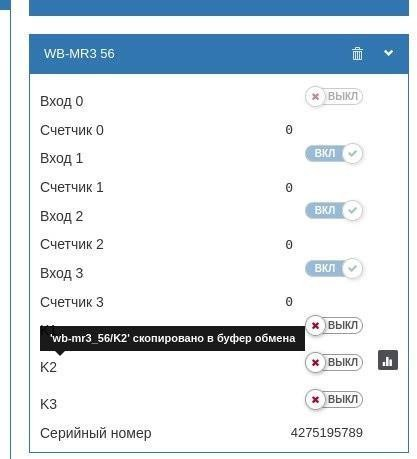 WB-MR3 56
Вход 0 ВЫКЛ
Счетчик 0 0
Вход 1 ВКЛ
Счетчик 1 0
Вход 2 ВКЛ
Счетчик 2 0
Вход 3 ВКЛ
Счетчик 3 0
ВЫКЛ
'wb-mr3_56/K2' скопировано в буфер обмена
K2 ВЫКЛ
K3 ВЫКЛ
Серийный номер 4275195789